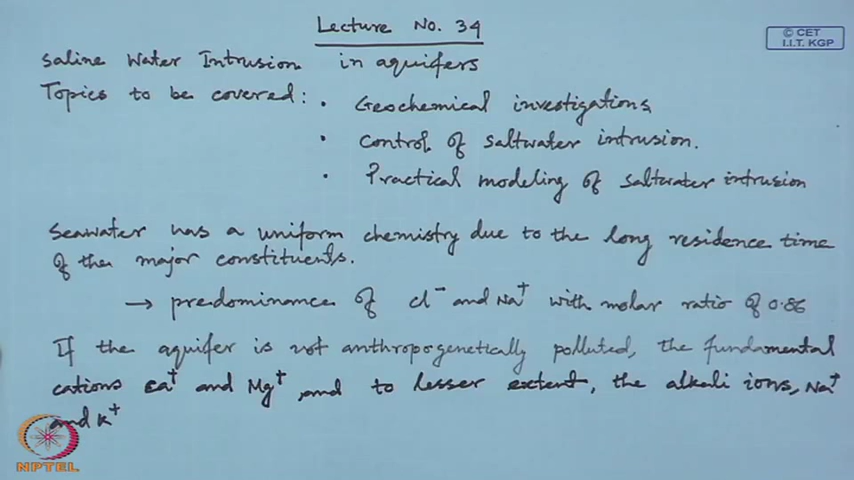 Lecture No. 34
© CET
I.I.T. KGP
Saline Water Intrusion in aquifers
Topics to be covered: • Geochemical investigations
• Control of saltwater intrusion.
• Practical modeling of saltwater intrusion
Seawater has a uniform chemistry due to the long residence time
of the major constituents.
→ predominance of Cl⁻ and Na⁺ with molar ratio of 0.86
If the aquifer is not anthropogenetically polluted, the fundamental
cations Ca⁺ and Mg⁺, and to lesser extent, the alkali ions, Na⁺
and K⁺
NPTEL